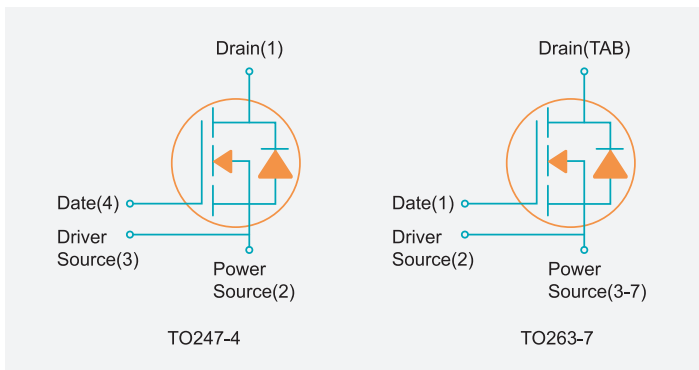 Drain(1)
Date(4)
Driver
Source(3)
Power
Source(2)
TO247-4
Drain(TAB)
Date(1)
Driver
Source(2)
Power
Source(3-7)
TO263-7